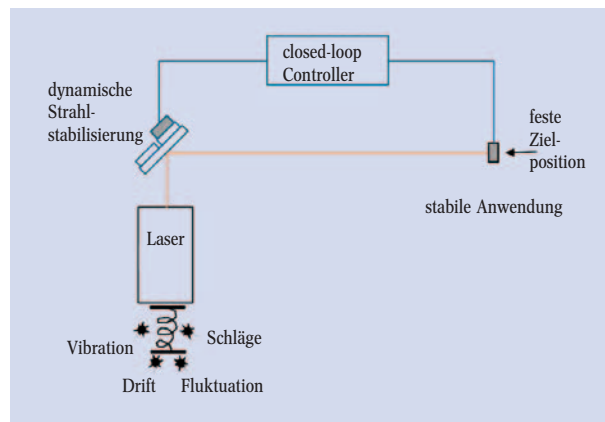 closed-loop
Controller
dynamische
Strahl-
stabilisierung
feste
Ziel-
position
stabile Anwendung
Laser
Vibration
Schläge
Drift
Fluktuation